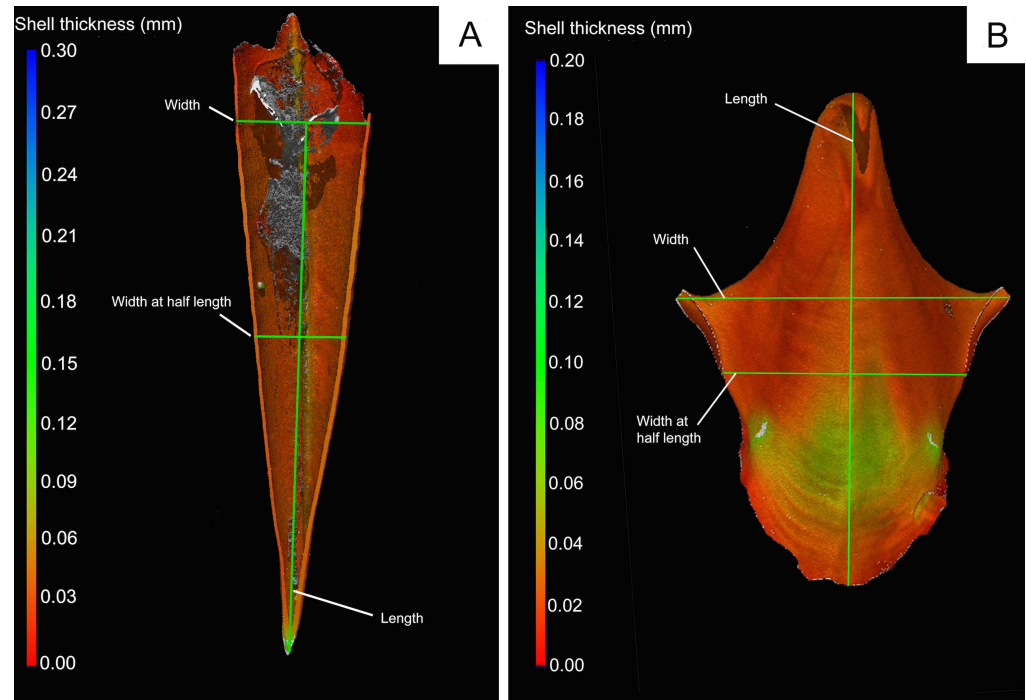 Shell thickness (mm)
A
0.30
0.27
0.24
0.21
0.18
0.15
0.12
0.09
0.06
0.03
0.00
Width
Width at half length
Length
Shell thickness (mm)
B
0.20
0.18
0.16
0.14
0.12
0.10
0.08
0.06
0.04
0.02
0.00
Length
Width
Width at
half length